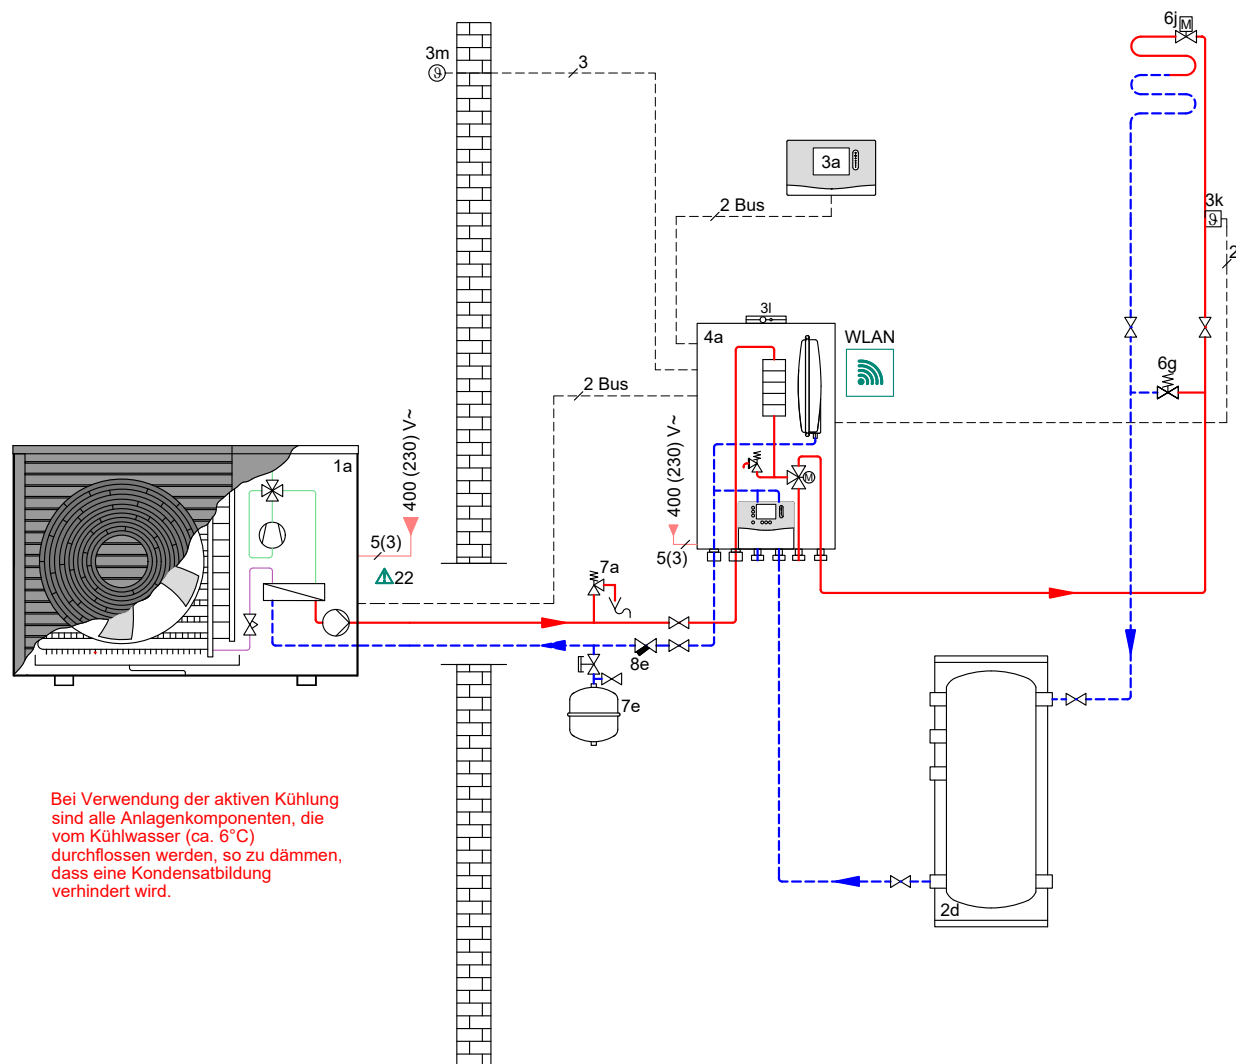 6j
M
3m
ϑ
3
3a
2 Bus
3k
ϑ
2
3l
4a
WLAN
6g
2 Bus
400 (230) V~
400 (230) V~
M
1a
5(3)
5(3)
22
7a
8e
7e
2d
Bei Verwendung der aktiven Kühlung
sind alle Anlagenkomponenten, die
vom Kühlwasser (ca. 6°C)
durchflossen werden, so zu dämmen,
dass eine Kondensatbildung
verhindert wird.